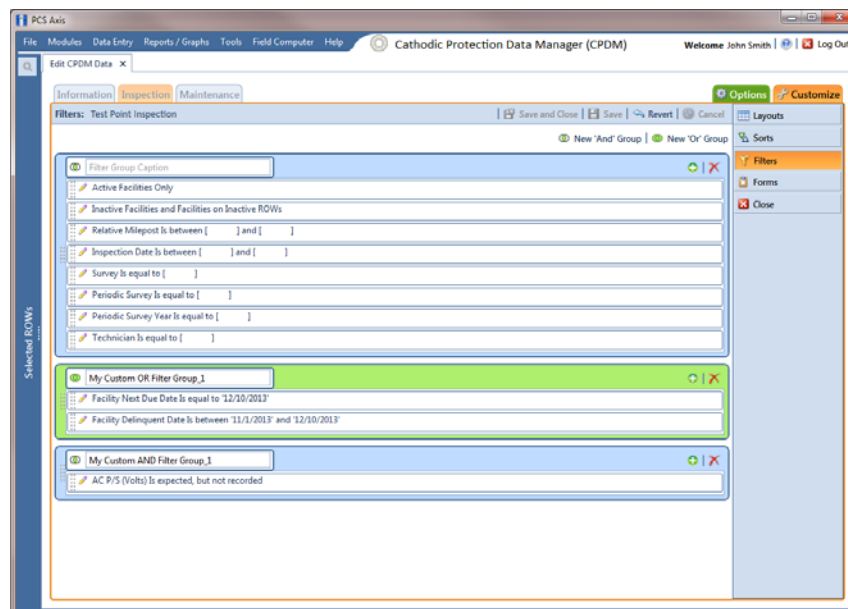 PCS Axis
File Modules Data Entry Reports / Graphs Tools Field Computer Help
Cathodic Protection Data Manager (CPDM)
Welcome John Smith | Log Out
Edit CPDM Data X
Information Inspection Maintenance
Options Customize
Filters: Test Point Inspection
Save and Close | Save | Revert | Cancel
New 'And' Group | New 'Or' Group
Layouts
Sorts
Filters
Forms
Close
Filter Group Caption
Active Facilities Only
Inactive Facilities and Facilities on Inactive ROWs
Relative Milepost Is between [ ] and [ ]
Inspection Date Is between [ ] and [ ]
Survey Is equal to [ ]
Periodic Survey Is equal to [ ]
Periodic Survey Year Is equal to [ ]
Technician Is equal to [ ]
Selected ROWs
My Custom OR Filter Group_1
Facility Next Due Date Is equal to '12/10/2013'
Facility Delinquent Date Is between '11/1/2013' and '12/10/2013'
My Custom AND Filter Group_1
AC P/S (Volts) Is expected, but not recorded